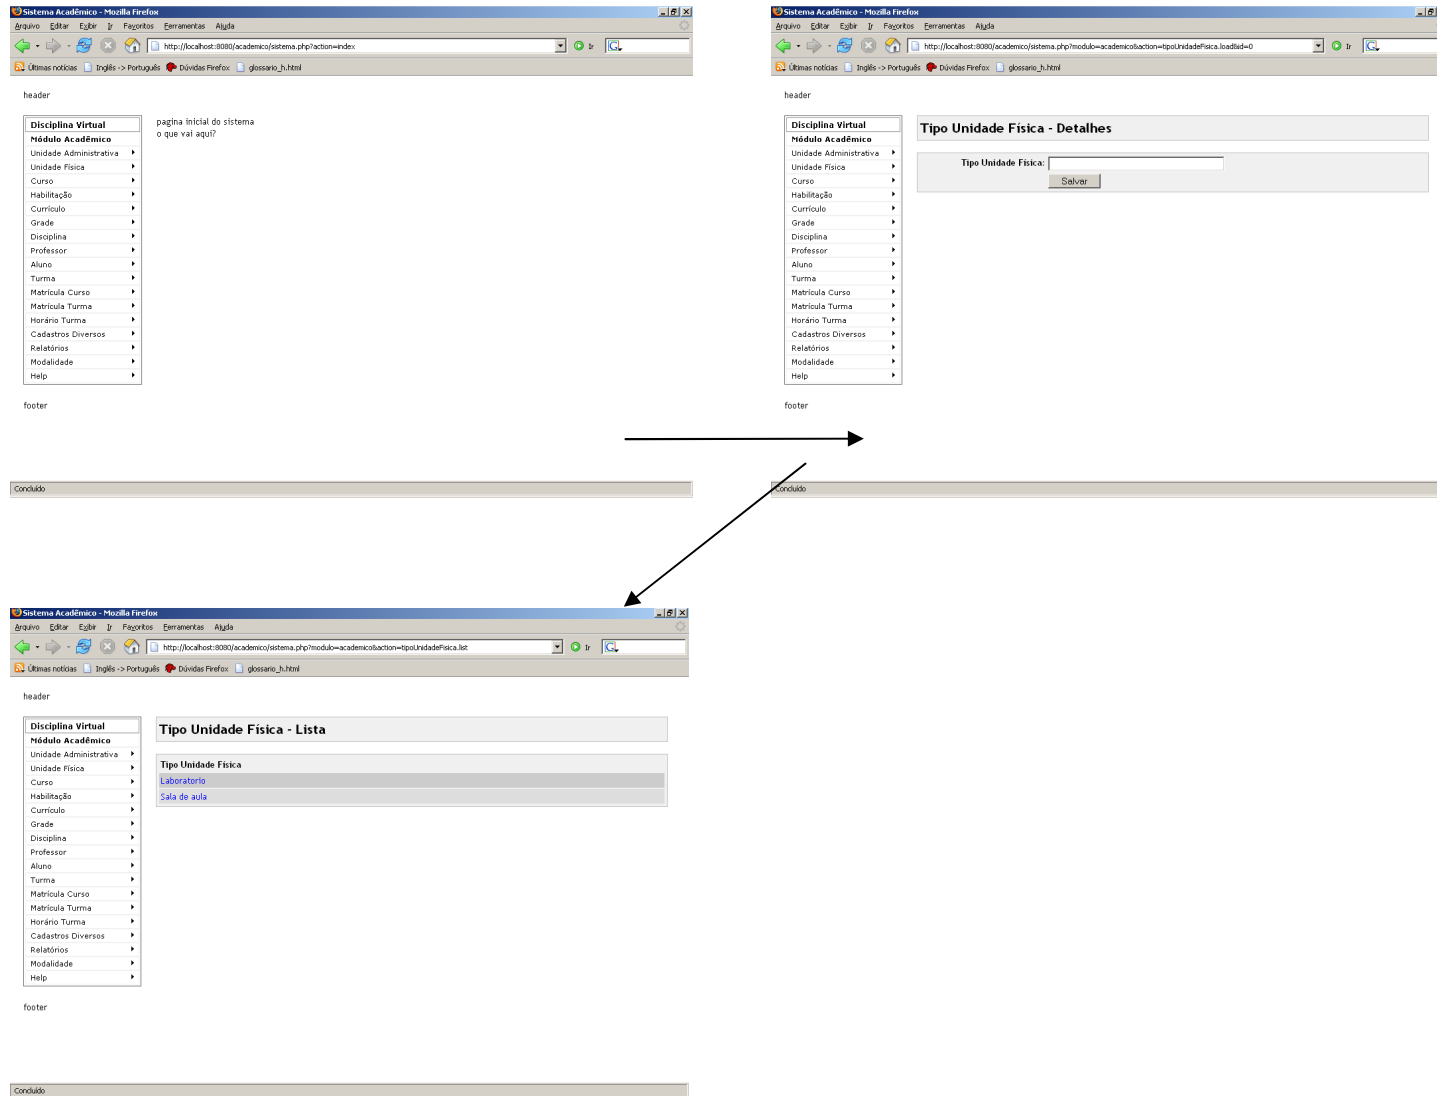 Sistema Acadêmico - Mozilla Firefox
Arquivo Editar Exibir Ir Favoritos Ferramentas Ajuda
http://localhost:8080/academico/sistema.php?action=index Ir
Últimas notícias Inglês -> Português Dúvidas Firefox glossario_h.html
header
Disciplina Virtual
Módulo Acadêmico
Unidade Administrativa
Unidade Física
Curso
Habilitação
Currículo
Grade
Disciplina
Professor
Aluno
Turma
Matrícula Curso
Matrícula Turma
Horário Turma
Cadastros Diversos
Relatórios
Modalidade
Help
pagina inicial do sistema
o que vai aqui?
footer
Concluído
Sistema Acadêmico - Mozilla Firefox
Arquivo Editar Exibir Ir Favoritos Ferramentas Ajuda
http://localhost:8080/academico/sistema.php?modulo=academico&action=tipoUnidadeFisica.load&id=0 Ir
Últimas notícias Inglês -> Português Dúvidas Firefox glossario_h.html
header
Disciplina Virtual
Módulo Acadêmico
Unidade Administrativa
Unidade Física
Curso
Habilitação
Currículo
Grade
Disciplina
Professor
Aluno
Turma
Matrícula Curso
Matrícula Turma
Horário Turma
Cadastros Diversos
Relatórios
Modalidade
Help
Tipo Unidade Física - Detalhes
Tipo Unidade Física:
Salvar
footer
Concluído
Sistema Acadêmico - Mozilla Firefox
Arquivo Editar Exibir Ir Favoritos Ferramentas Ajuda
http://localhost:8080/academico/sistema.php?modulo=academico&action=tipoUnidadeFisica.list Ir
Últimas notícias Inglês -> Português Dúvidas Firefox glossario_h.html
header
Disciplina Virtual
Módulo Acadêmico
Unidade Administrativa
Unidade Física
Curso
Habilitação
Currículo
Grade
Disciplina
Professor
Aluno
Turma
Matrícula Curso
Matrícula Turma
Horário Turma
Cadastros Diversos
Relatórios
Modalidade
Help
Tipo Unidade Física - Lista
Tipo Unidade Física
Laboratorio
Sala de aula
footer
Concluído